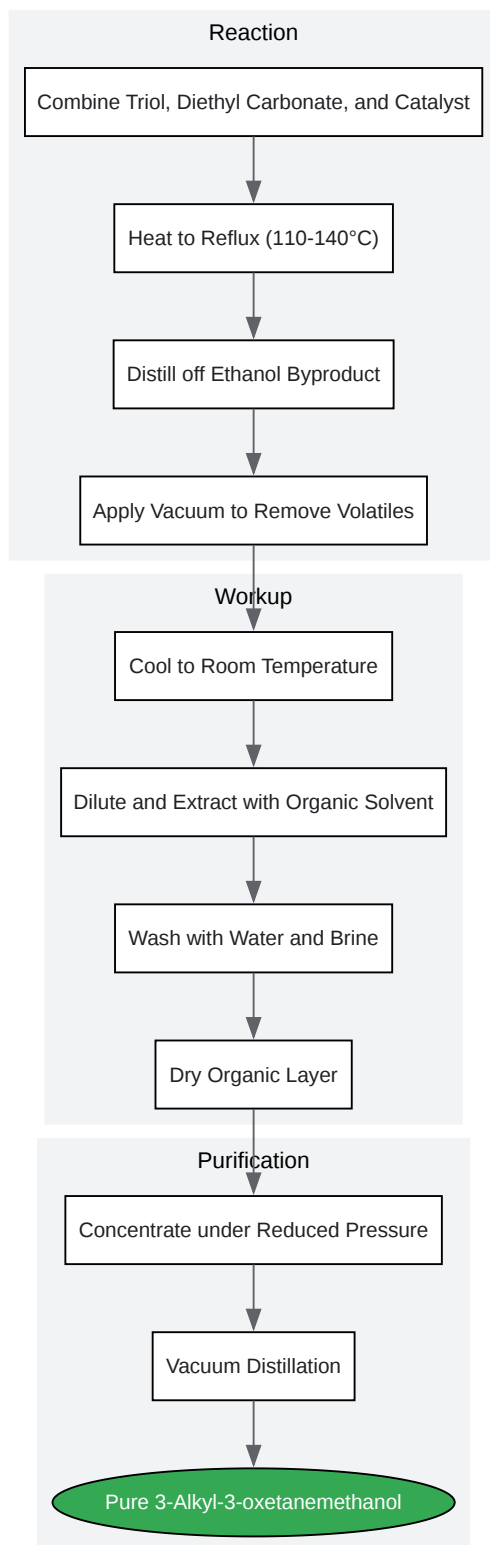 Reaction
Combine Triol, Diethyl Carbonate, and Catalyst
Heat to Reflux (110-140°C)
Distill off Ethanol Byproduct
Apply Vacuum to Remove Volatiles
Workup
Cool to Room Temperature
Dilute and Extract with Organic Solvent
Wash with Water and Brine
Dry Organic Layer
Purification
Concentrate under Reduced Pressure
Vacuum Distillation
Pure 3-Alkyl-3-oxetanemethanol